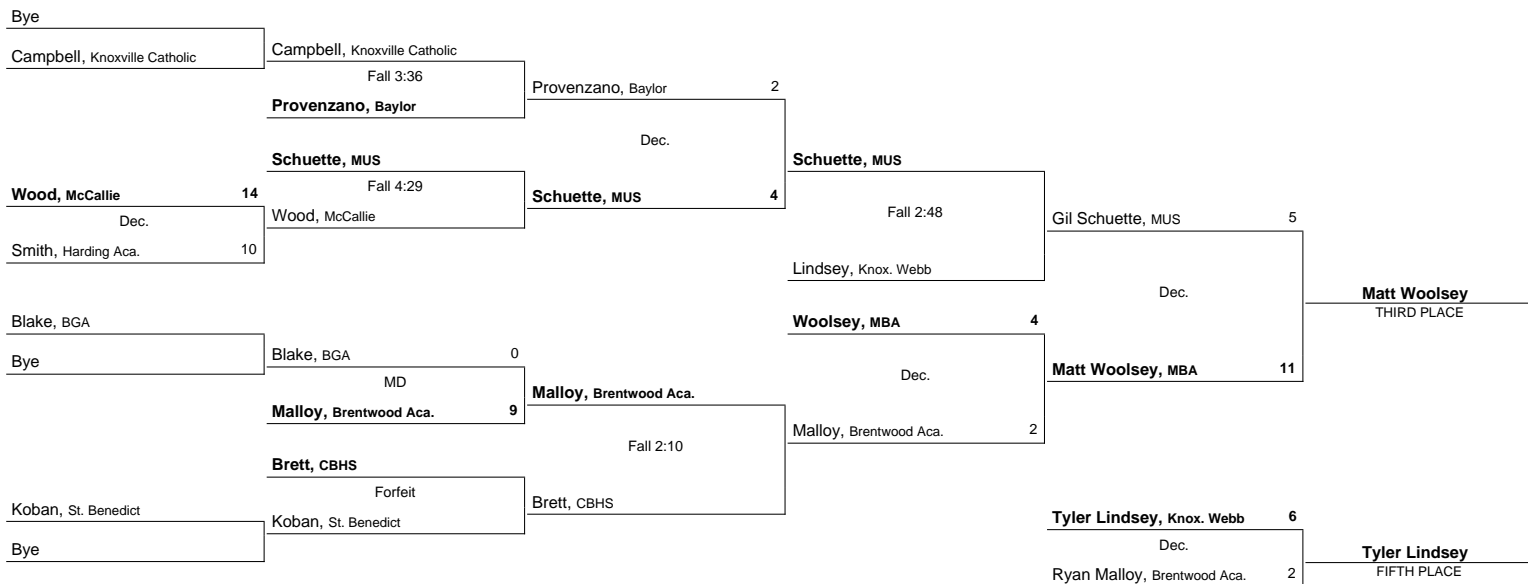 Bye
Campbell, Knoxville Catholic
Campbell, Knoxville Catholic
Fall 3:36
Provenzano, Baylor
Provenzano, Baylor 2
Dec.
Schuette, MUS
Fall 4:29
Wood, McCallie
Schuette, MUS 4
Wood, McCallie 14
Dec.
Smith, Harding Aca. 10
Schuette, MUS
Fall 2:48
Lindsey, Knox. Webb
Gil Schuette, MUS 5
Dec.
Matt Woolsey
THIRD PLACE
Blake, BGA
Bye
Blake, BGA 0
MD
Malloy, Brentwood Aca. 9
Malloy, Brentwood Aca.
Fall 2:10
Woolsey, MBA 4
Dec.
Malloy, Brentwood Aca. 2
Matt Woolsey, MBA 11
Brett, CBHS
Forfeit
Koban, St. Benedict
Brett, CBHS
Koban, St. Benedict
Bye
Tyler Lindsey, Knox. Webb 6
Dec.
Ryan Malloy, Brentwood Aca. 2
Tyler Lindsey
FIFTH PLACE